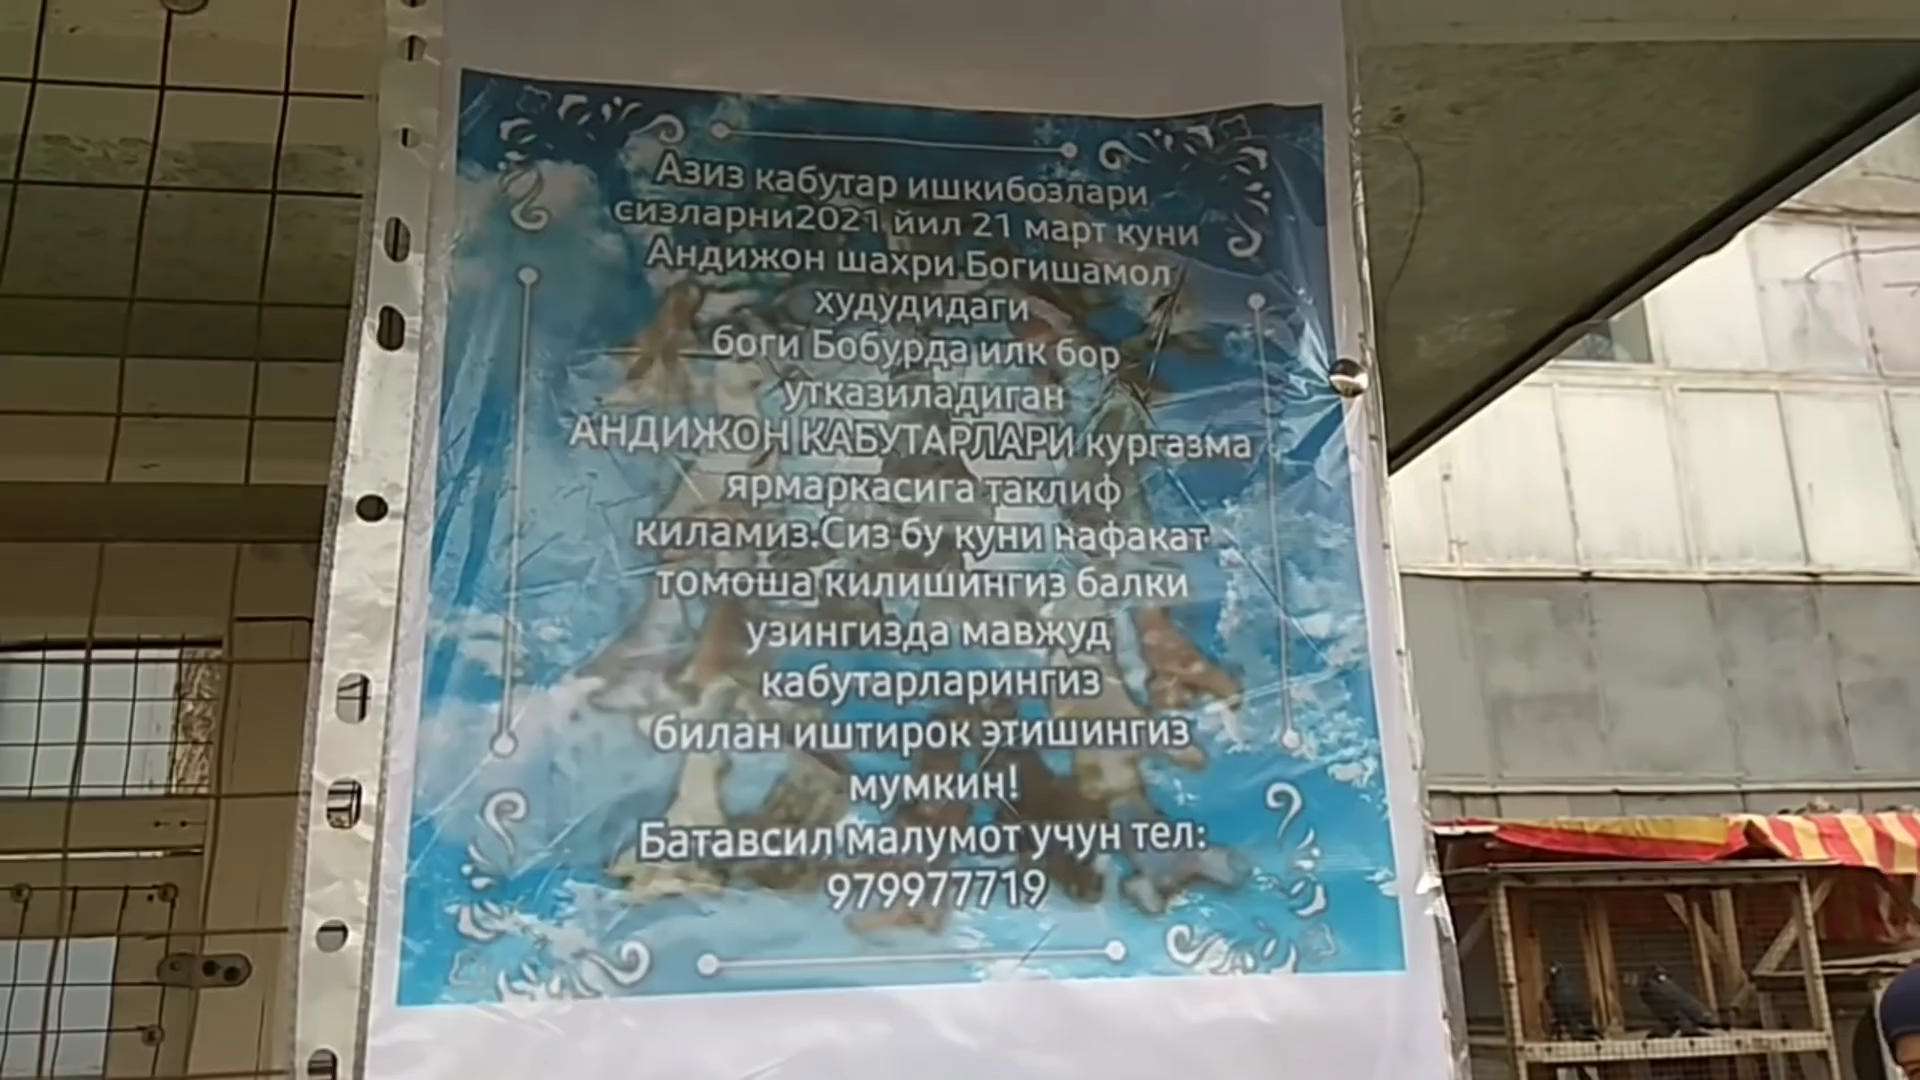 Азиз кабутар ишкибозлари
сизларни2021 йил 21 март куни
Андижон шахри Богишамол
худудидаги
боги Бобурда илк бор
утказиладиган
АНДИЖОН КАБУТАРЛАРИ кургазма
ярмаркасига таклиф
киламиз.Сиз бу куни нафакат
томоша килишингиз балки
узингизда мавжуд
кабутарларингиз
билан иштирок этишингиз
мумкин!
Батавсил малумот учун тел:
979977719